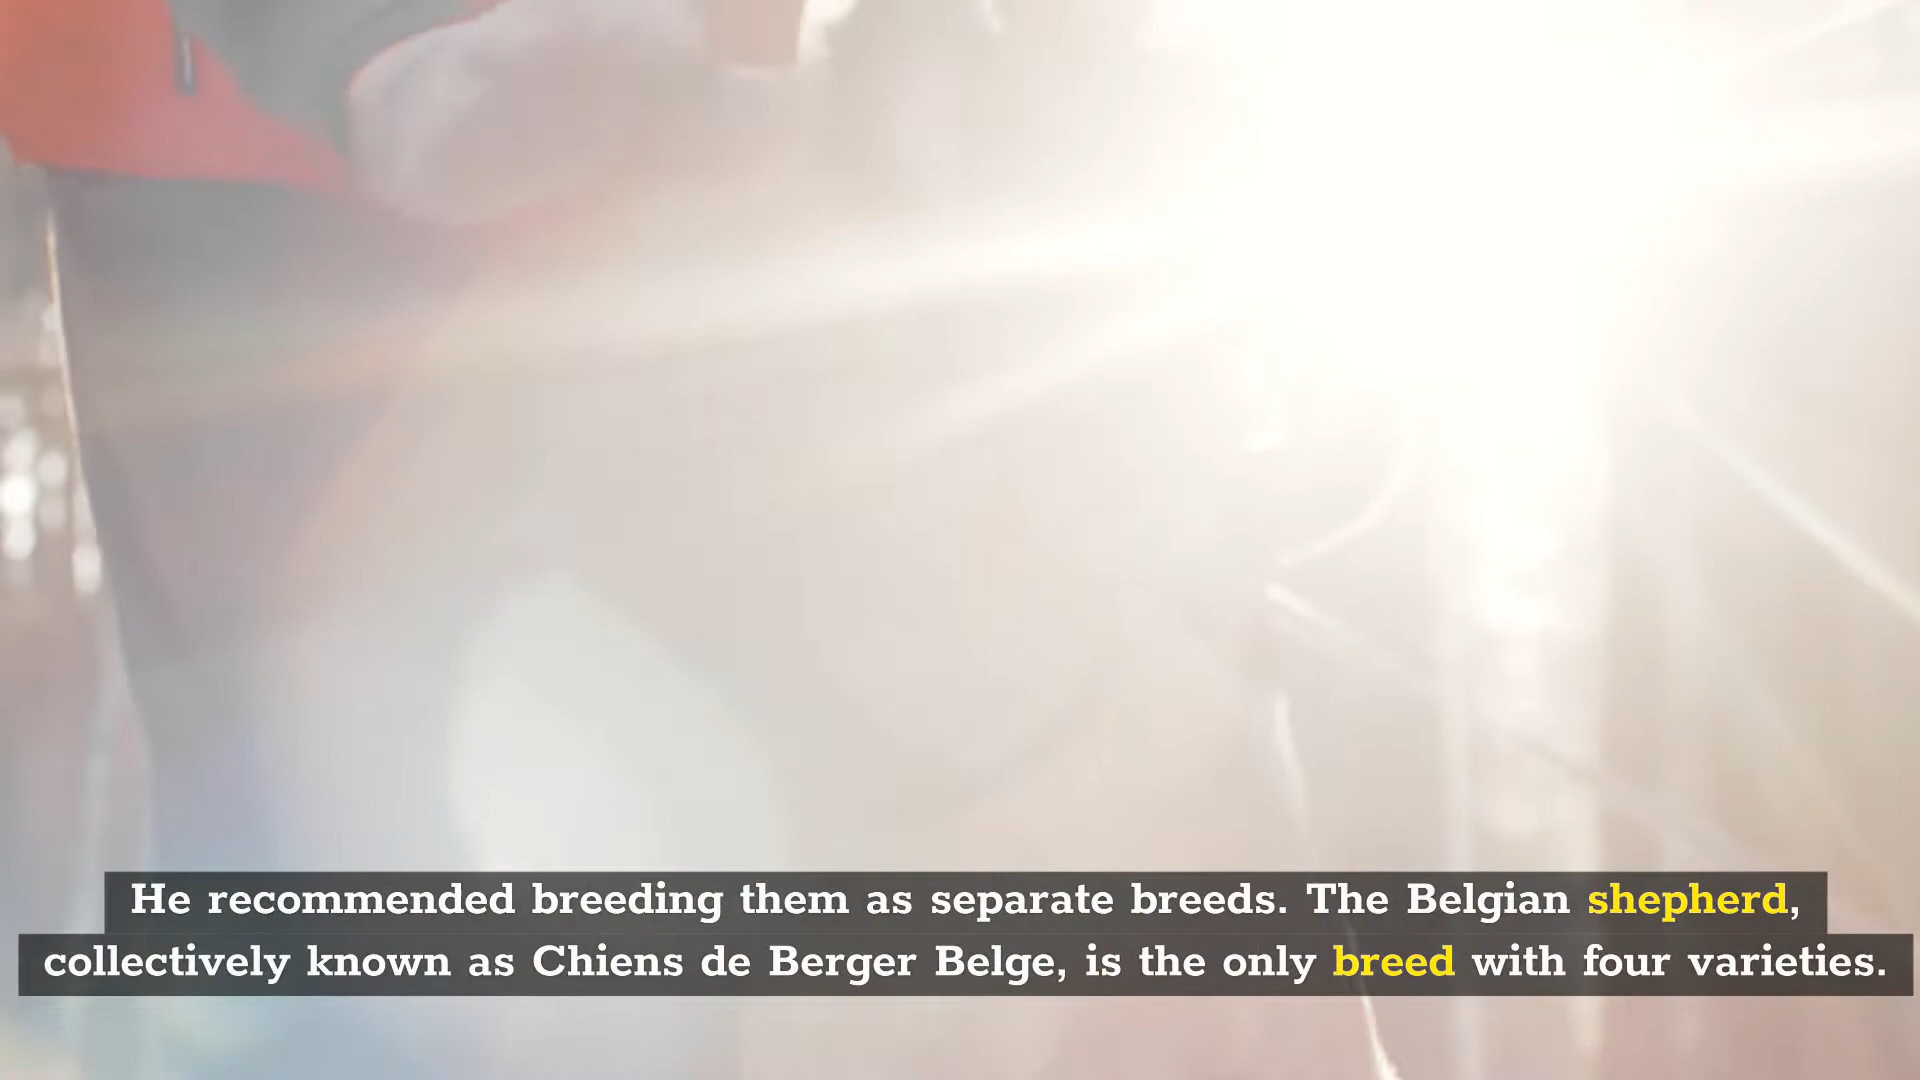 He recommended breeding them as separate breeds. The Belgian shepherd,
collectively known as Chiens de Berger Belge, is the only breed with four varieties.